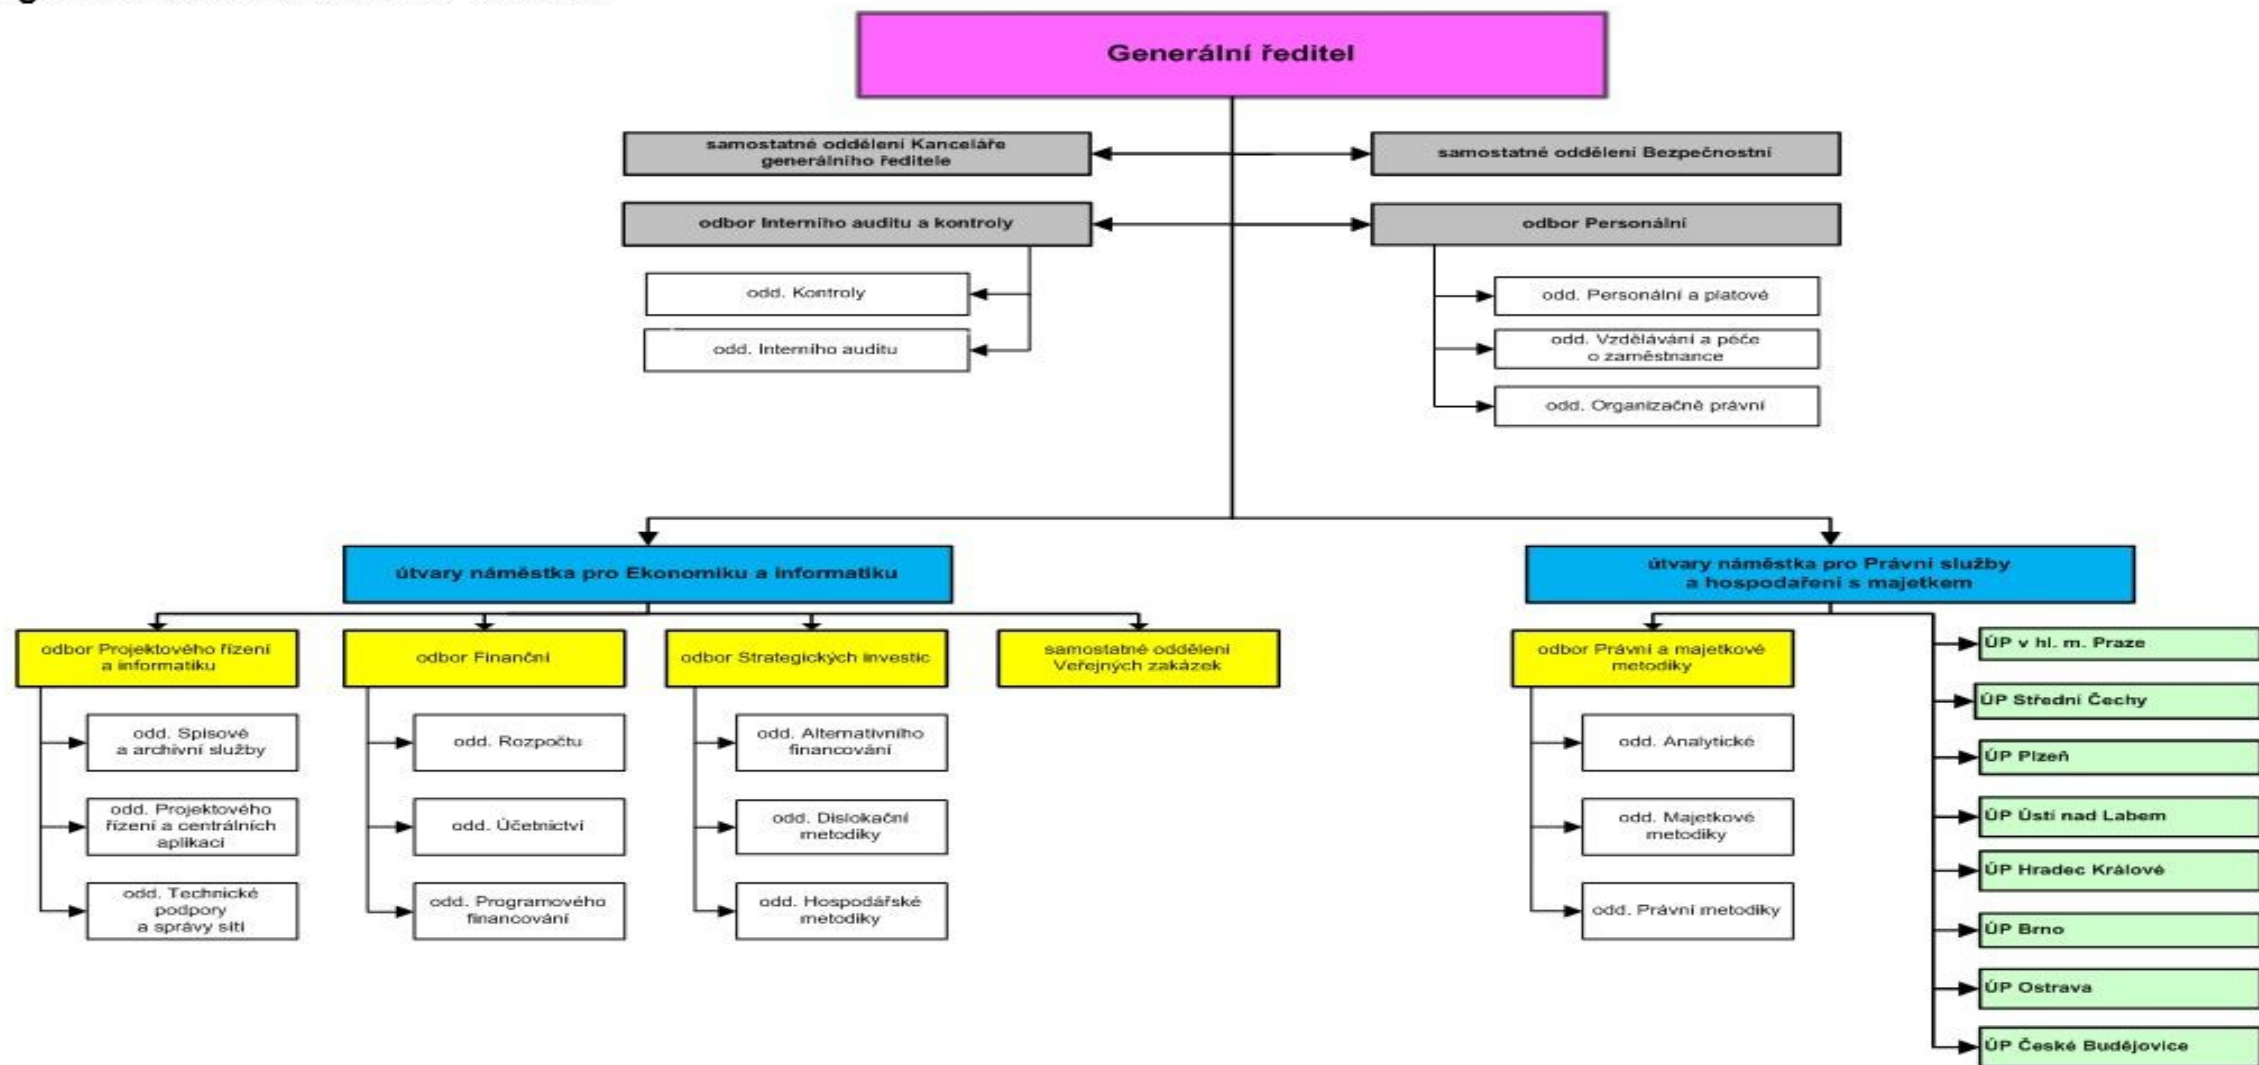 Generální ředitel
samostatné oddělení Kanceláře
generálního ředitele
samostatné oddělení Bezpečnostní
odbor Interního auditu a kontroly
odbor Personální
odd. Kontroly
odd. Interního auditu
odd. Personální a platové
odd. Vzdělávání a péče
o zaměstnance
odd. Organizačně právní
útvary náměstka pro Ekonomiku a informatiku
útvary náměstka pro Právní služby
a hospodaření s majetkem
odbor Projektového řízení
a informatiku
odbor Finanční
odbor Strategických investic
samostatné oddělení
Veřejných zakázek
odd. Spisové
a archivní služby
odd. Projektového
řízení a centrálních
aplikací
odd. Technické
podpory
a správy sítí
odd. Rozpočtu
odd. Účetnictví
odd. Programového
financování
odd. Alternativního
financování
odd. Dislokační
metodiky
odd. Hospodářské
metodiky
odbor Právní a majetkové
metodiky
odd. Analytické
odd. Majetkové
metodiky
odd. Právní metodiky
ÚP v hl. m. Praze
ÚP Střední Čechy
ÚP Plzeň
ÚP Ústí nad Labem
ÚP Hradec Králové
ÚP Brno
ÚP Ostrava
ÚP České Budějovice